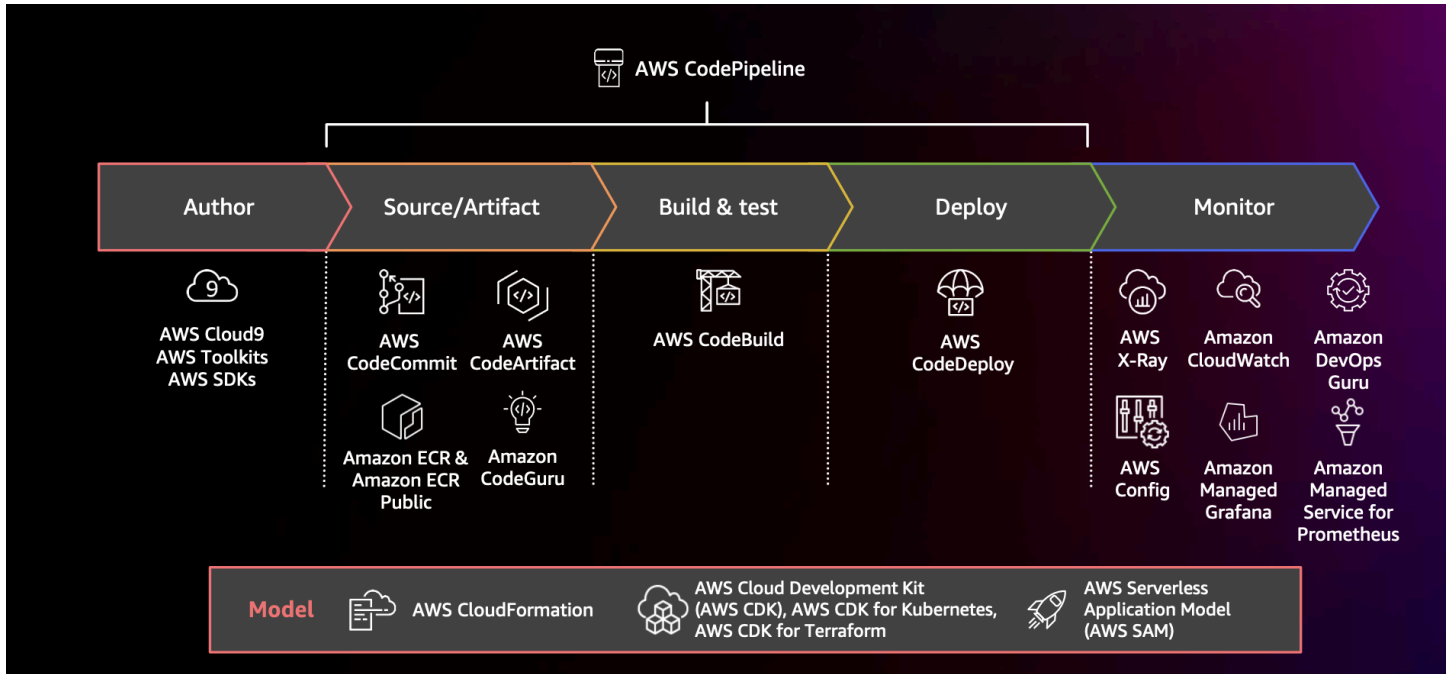 AWS CodePipeline
Author
Source/Artifact
Build & test
Deploy
Monitor
9
AWS Cloud9
AWS Toolkits
AWS SDKs
</>
AWS
CodeCommit
</>
AWS
CodeArtifact
Amazon ECR &
Amazon ECR
Public
</>
Amazon
CodeGuru
</>
AWS CodeBuild
</>
AWS
CodeDeploy
AWS
X-Ray
Amazon
CloudWatch
Amazon
DevOps
Guru
AWS
Config
Amazon
Managed
Grafana
Amazon
Managed
Service for
Prometheus
Model
AWS CloudFormation
AWS Cloud Development Kit
(AWS CDK), AWS CDK for Kubernetes,
AWS CDK for Terraform
AWS Serverless
Application Model
(AWS SAM)